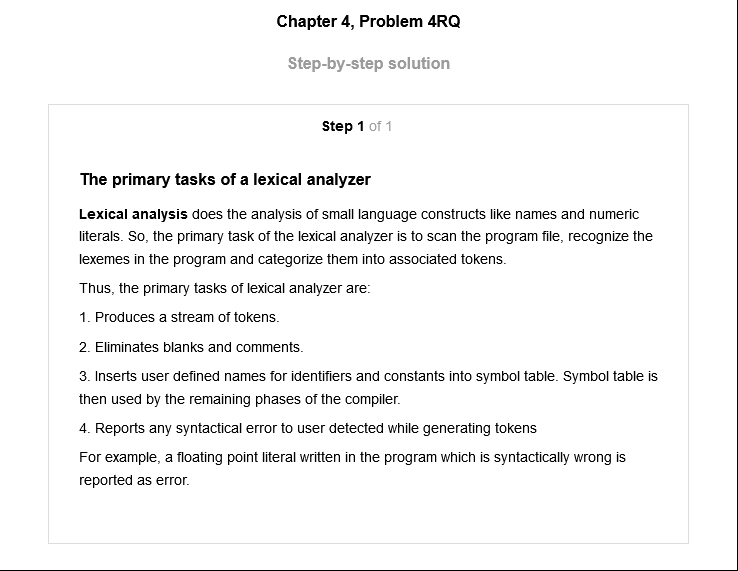 Chapter 4, Problem 4RQ
Step-by-step solution
Step 1 of 1
The primary tasks of a lexical analyzer
Lexical analysis does the analysis of small language constructs like names and numeric
literals. So, the primary task of the lexical analyzer is to scan the program file, recognize the
lexemes in the program and categorize them into associated tokens.
Thus, the primary tasks of lexical analyzer are:
1. Produces a stream of tokens.
2. Eliminates blanks and comments.
3. Inserts user defined names for identifiers and constants into symbol table. Symbol table is
then used by the remaining phases of the compiler.
4. Reports any syntactical error to user detected while generating tokens
For example, a floating point literal written in the program which is syntactically wrong is
reported as error.